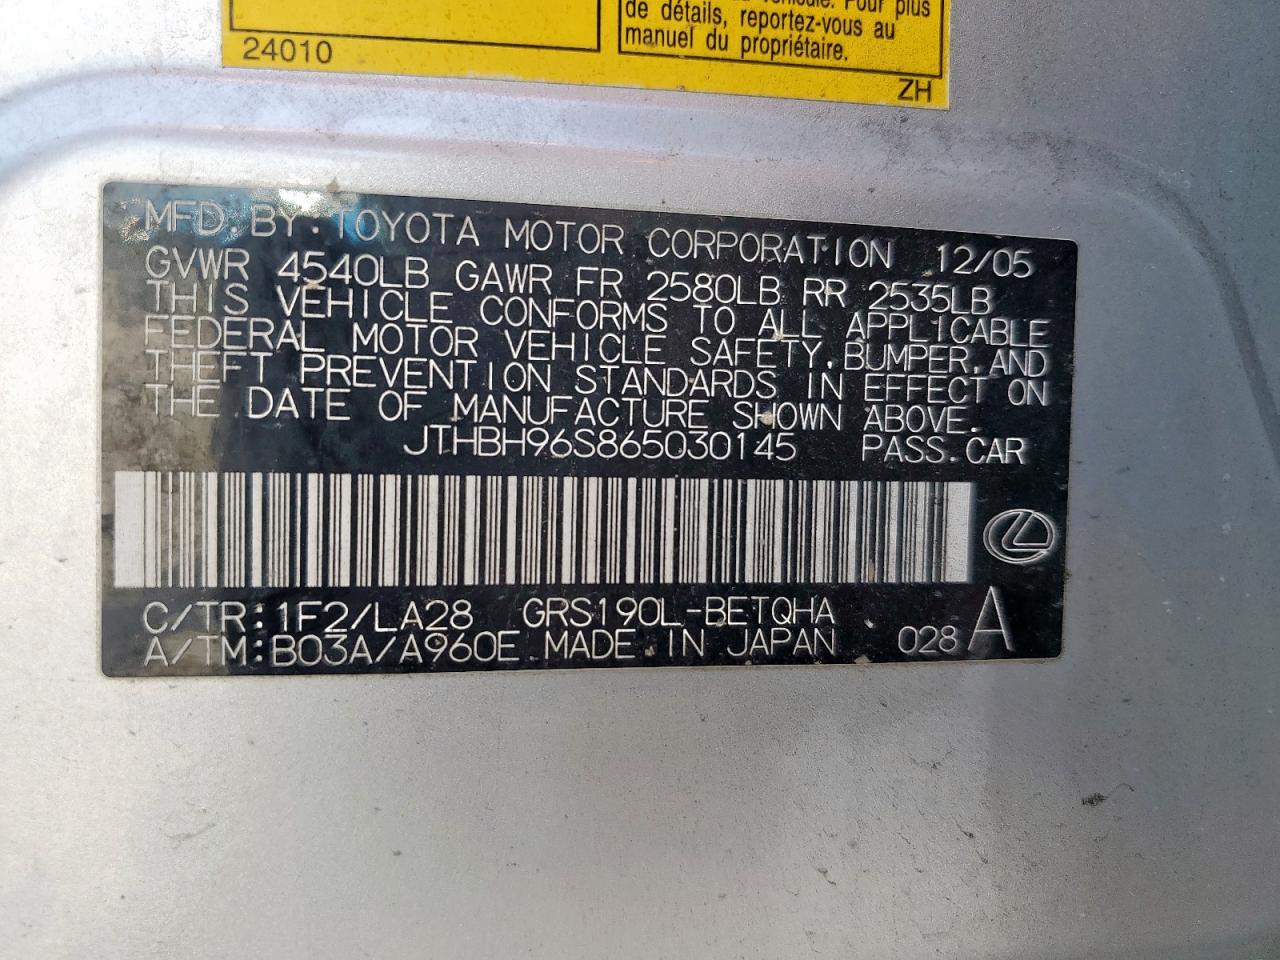 véhicule. Pour plus
de détails, reportez-vous au
manuel du propriétaire.
24010
ZH
MFD. BY: TOYOTA MOTOR CORPORATION 12/05
GVWR 4540LB GAWR FR 2580LB RR 2535LB
THIS VEHICLE CONFORMS TO ALL APPLICABLE
FEDERAL MOTOR VEHICLE SAFETY, BUMPER, AND
THEFT PREVENTION STANDARDS IN EFFECT ON
THE DATE OF MANUFACTURE SHOWN ABOVE.
JTHBH96S865030145 PASS. CAR
C/TR: 1F2/LA28 GRS190L-BETQHA
A/TM: B03A/A960E MADE IN JAPAN 028 A